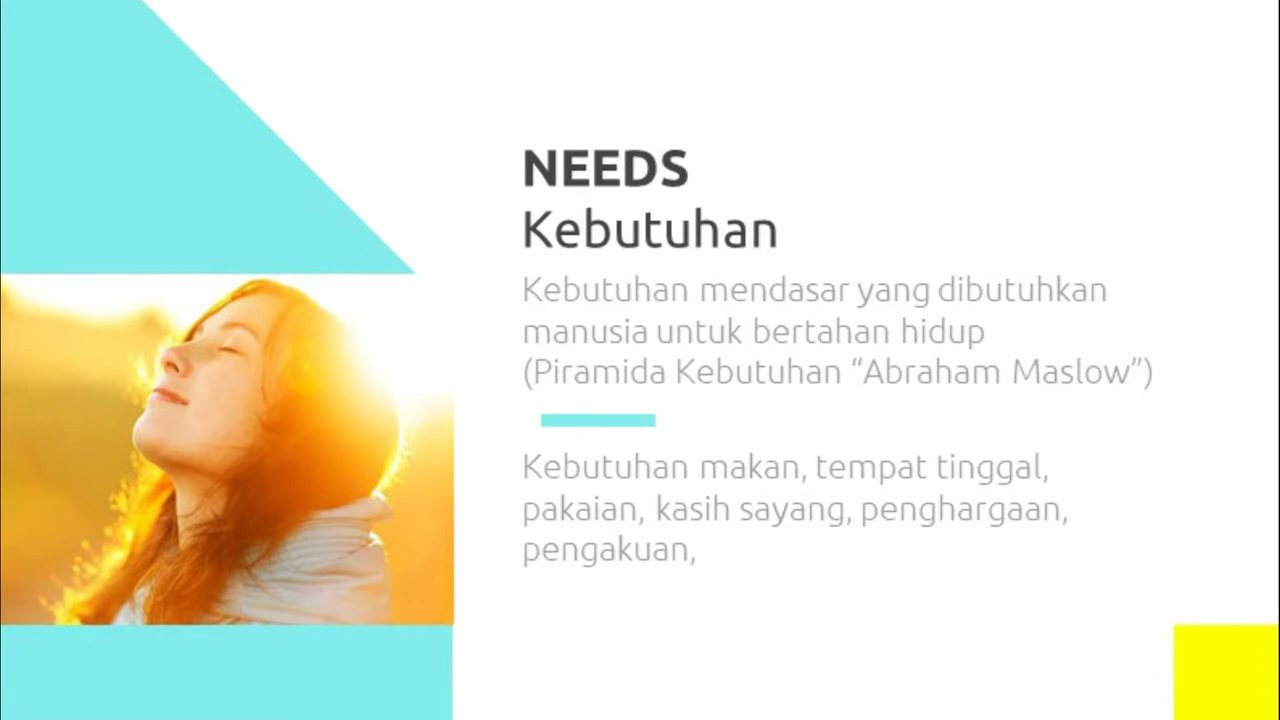 NEEDS
Kebutuhan
Kebutuhan mendasar yang dibutuhkan
manusia untuk bertahan hidup
(Piramida Kebutuhan “Abraham Maslow”)
Kebutuhan makan, tempat tinggal,
pakaian, kasih sayang, penghargaan,
pengakuan,